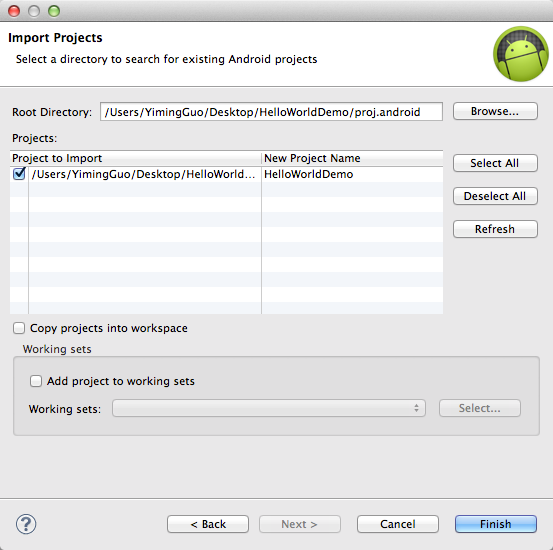 Import Projects
Select a directory to search for existing Android projects
Root Directory: /Users/YimingGuo/Desktop/HelloWorldDemo/proj.android Browse...
Projects:
Project to Import New Project Name
/Users/YimingGuo/Desktop/HelloWorld... HelloWorldDemo
Select All
Deselect All
Refresh
Copy projects into workspace
Working sets
Add project to working sets
Working sets: Select...
? < Back Next > Cancel Finish